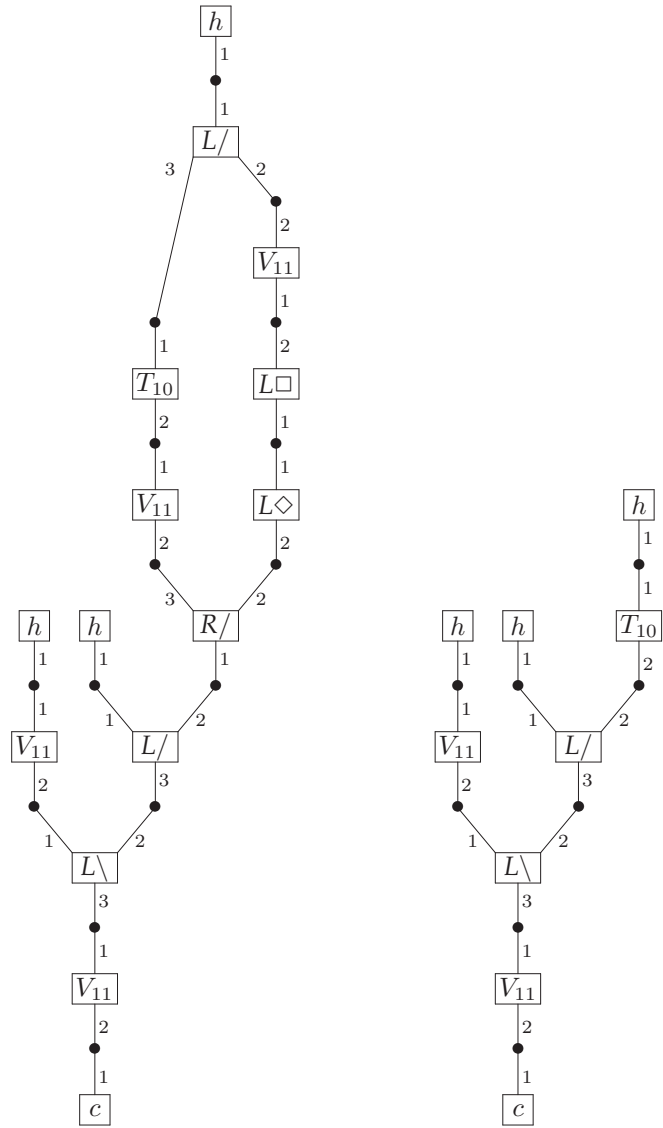 h
1
1
L/
3 2
2
V₁₁
1
1 2
T₁₀ L□
2 1
1 1
h
V₁₁ L◇
1
2 2
1
3 2
h h R/ h h T₁₀
1 1 1 1 1 2
1 1 2 1 1 2
V₁₁ L/ V₁₁ L/
2 3 2 3
1 2 1 2
L\ L\
3 3
1 1
V₁₁ V₁₁
2 2
1 1
c c